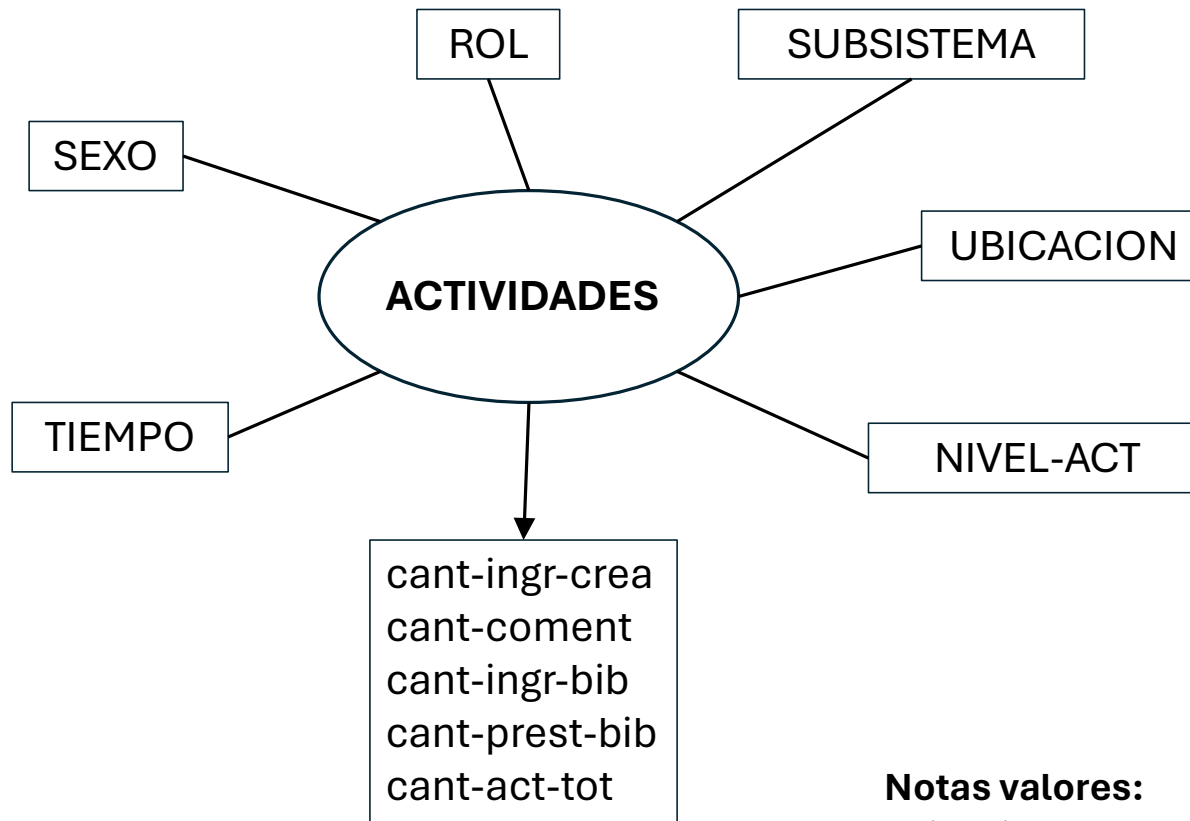 ROL
SUBSISTEMA
SEXO
UBICACION
ACTIVIDADES
TIEMPO
NIVEL-ACT
cant-ingr-crea
cant-coment
cant-ingr-bib
cant-prest-bib
cant-act-tot
Notas valores: